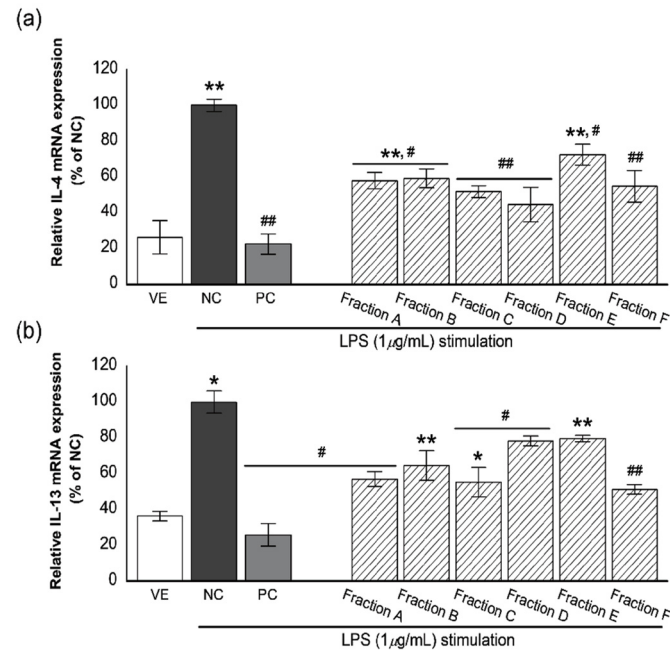 (a)
Relative IL-4 mRNA expression
(% of NC)
120
100
80
60
40
20
0
**
##
**, #
##
**, #
##
VE
NC
PC
Fraction A
Fraction B
Fraction C
Fraction D
Fraction E
Fraction F
LPS (1μg/mL) stimulation
(b)
Relative IL-13 mRNA expression
(% of NC)
120
100
80
60
40
20
0
*
#
**
*
#
**
##
VE
NC
PC
Fraction A
Fraction B
Fraction C
Fraction D
Fraction E
Fraction F
LPS (1μg/mL) stimulation